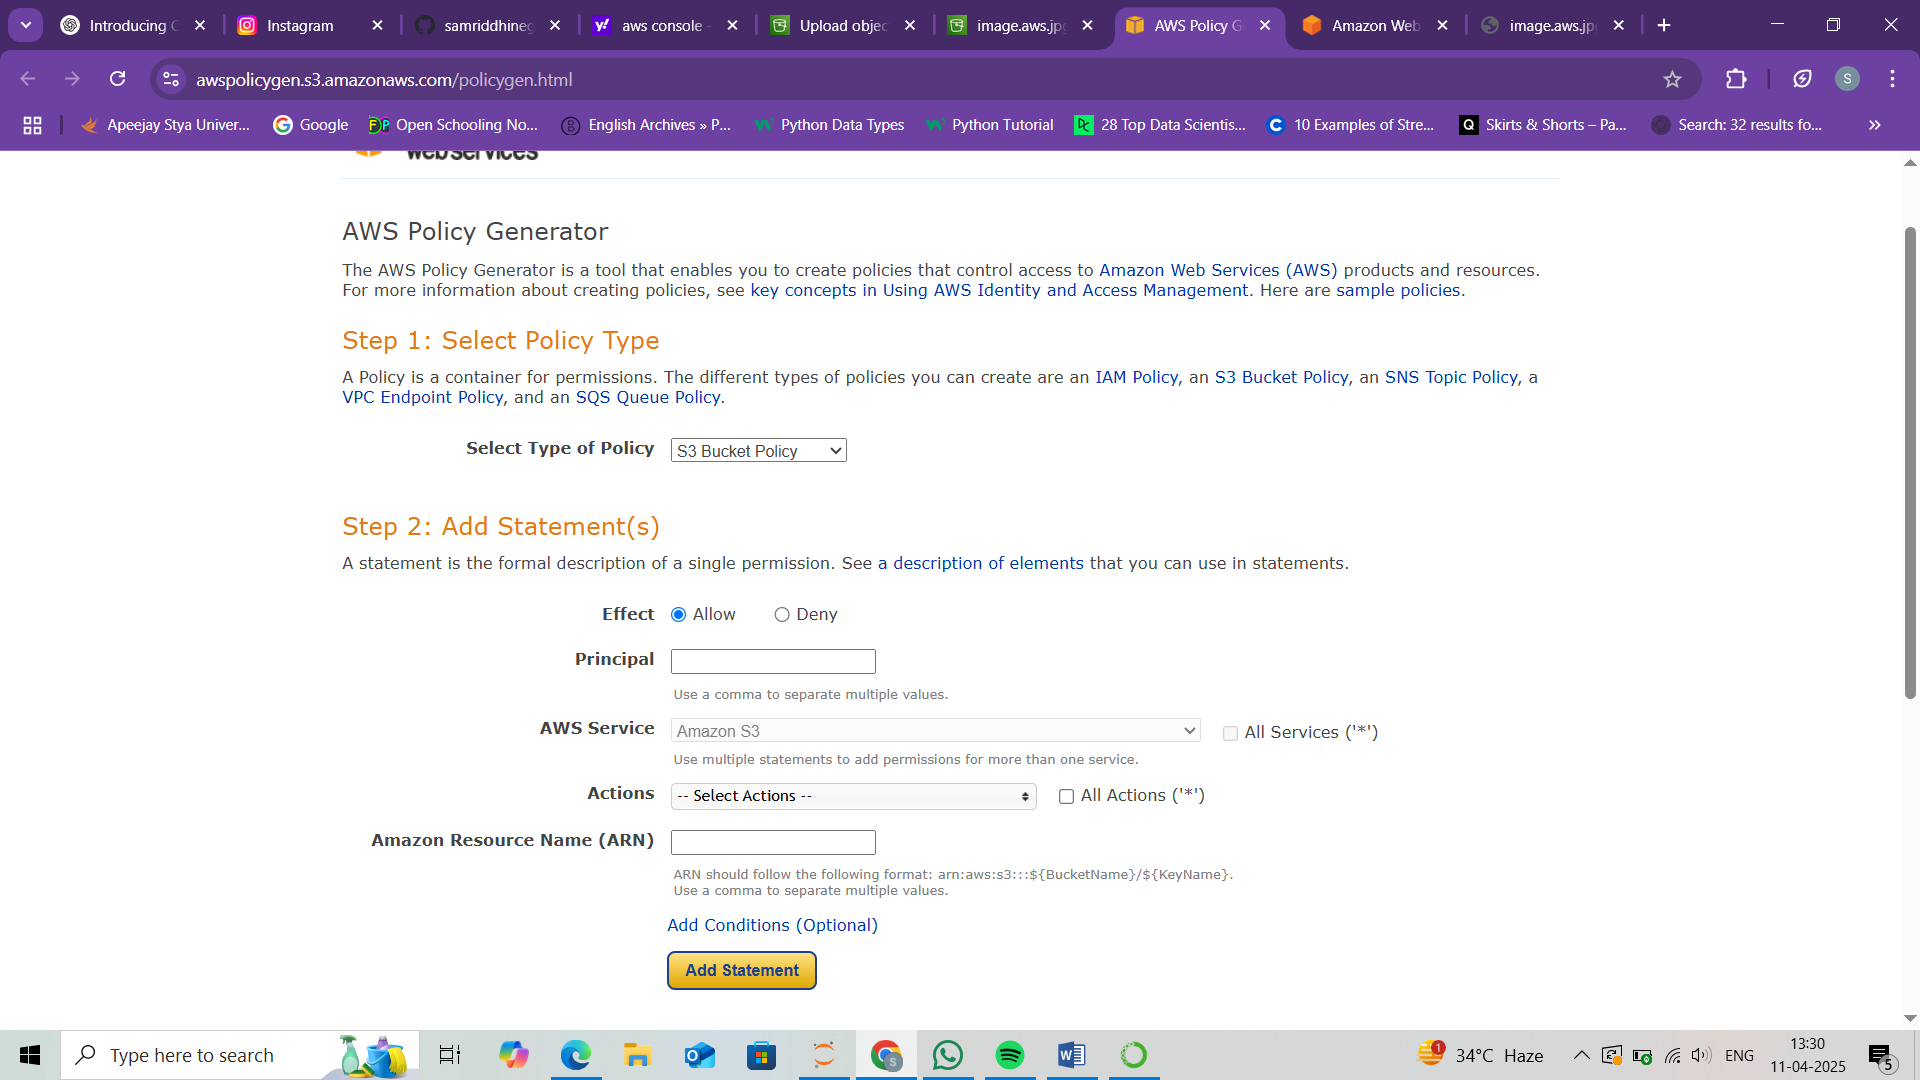 Introducing C
Instagram
samriddhineg
aws console -
Upload objec
image.aws.jp
AWS Policy G
Amazon Web
image.aws.jp
awspolicygen.s3.amazonaws.com/policygen.html
S
Apeejay Stya Univer...
Google
Open Schooling No...
English Archives » P...
Python Data Types
Python Tutorial
28 Top Data Scientis...
10 Examples of Stre...
Skirts & Shorts – Pa...
Search: 32 results fo...
web services
AWS Policy Generator
The AWS Policy Generator is a tool that enables you to create policies that control access to Amazon Web Services (AWS) products and resources.
For more information about creating policies, see key concepts in Using AWS Identity and Access Management. Here are sample policies.
Step 1: Select Policy Type
A Policy is a container for permissions. The different types of policies you can create are an IAM Policy, an S3 Bucket Policy, an SNS Topic Policy, a
VPC Endpoint Policy, and an SQS Queue Policy.
Select Type of Policy S3 Bucket Policy
Step 2: Add Statement(s)
A statement is the formal description of a single permission. See a description of elements that you can use in statements.
Effect Allow Deny
Principal
Use a comma to separate multiple values.
AWS Service Amazon S3 All Services ('*')
Use multiple statements to add permissions for more than one service.
Actions -- Select Actions -- All Actions ('*')
Amazon Resource Name (ARN)
ARN should follow the following format: arn:aws:s3:::${BucketName}/${KeyName}.
Use a comma to separate multiple values.
Add Conditions (Optional)
Add Statement
Type here to search
1
34°C Haze
ENG
13:30
11-04-2025
5